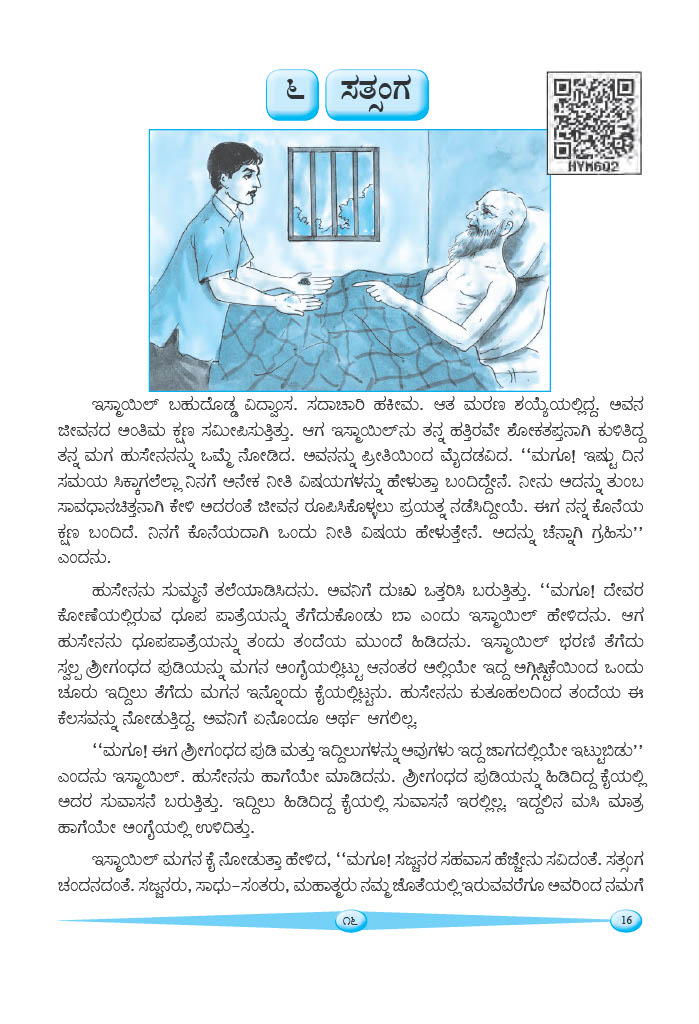 ೬ ಸತ್ಸಂಗ
HYM6Q2
ಇಸ್ಮಾಯಿಲ್ ಬಹುದೊಡ್ಡ ವಿದ್ವಾಂಸ. ಸದಾಚಾರಿ ಹಕೀಮ. ಆತ ಮರಣ ಶಯ್ಯೆಯಲ್ಲಿದ್ದ. ಅವನ
ಜೀವನದ ಅಂತಿಮ ಕ್ಷಣ ಸಮೀಪಿಸುತ್ತಿತ್ತು. ಆಗ ಇಸ್ಮಾಯಿಲ್‌ನು ತನ್ನ ಹತ್ತಿರವೇ ಶೋಕತಪ್ತನಾಗಿ ಕುಳಿತಿದ್ದ
ತನ್ನ ಮಗ ಹುಸೇನನನ್ನು ಒಮ್ಮೆ ನೋಡಿದ. ಅವನನ್ನು ಪ್ರೀತಿಯಿಂದ ಮೈದಡವಿದ. ‘‘ಮಗೂ! ಇಷ್ಟು ದಿನ
ಸಮಯ ಸಿಕ್ಕಾಗಲೆಲ್ಲಾ ನಿನಗೆ ಅನೇಕ ನೀತಿ ವಿಷಯಗಳನ್ನು ಹೇಳುತ್ತಾ ಬಂದಿದ್ದೇನೆ. ನೀನು ಅದನ್ನು ತುಂಬ
ಸಾವಧಾನಚಿತ್ತನಾಗಿ ಕೇಳಿ ಅದರಂತೆ ಜೀವನ ರೂಪಿಸಿಕೊಳ್ಳಲು ಪ್ರಯತ್ನ ನಡೆಸಿದ್ದೀಯೆ. ಈಗ ನನ್ನ ಕೊನೆಯ
ಕ್ಷಣ ಬಂದಿದೆ. ನಿನಗೆ ಕೊನೆಯದಾಗಿ ಒಂದು ನೀತಿ ವಿಷಯ ಹೇಳುತ್ತೇನೆ. ಅದನ್ನು ಚೆನ್ನಾಗಿ ಗ್ರಹಿಸು’’
ಎಂದನು.
ಹುಸೇನನು ಸುಮ್ಮನೆ ತಲೆಯಾಡಿಸಿದನು. ಅವನಿಗೆ ದುಃಖ ಒತ್ತರಿಸಿ ಬರುತ್ತಿತ್ತು. ‘‘ಮಗೂ! ದೇವರ
ಕೋಣೆಯಲ್ಲಿರುವ ಧೂಪ ಪಾತ್ರೆಯನ್ನು ತೆಗೆದುಕೊಂಡು ಬಾ ಎಂದು ಇಸ್ಮಾಯಿಲ್ ಹೇಳಿದನು. ಆಗ
ಹುಸೇನನು ಧೂಪಪಾತ್ರೆಯನ್ನು ತಂದು ತಂದೆಯ ಮುಂದೆ ಹಿಡಿದನು. ಇಸ್ಮಾಯಿಲ್ ಭರಣಿ ತೆಗೆದು
ಸ್ವಲ್ಪ ಶ್ರೀಗಂಧದ ಪುಡಿಯನ್ನು ಮಗನ ಅಂಗೈಯಲ್ಲಿಟ್ಟು ಆನಂತರ ಅಲ್ಲಿಯೇ ಇದ್ದ ಅಗ್ಗಿಷ್ಟಿಕೆಯಿಂದ ಒಂದು
ಚೂರು ಇದ್ದಿಲು ತೆಗೆದು ಮಗನ ಇನ್ನೊಂದು ಕೈಯಲ್ಲಿಟ್ಟನು. ಹುಸೇನನು ಕುತೂಹಲದಿಂದ ತಂದೆಯ ಈ
ಕೆಲಸವನ್ನು ನೋಡುತ್ತಿದ್ದ. ಅವನಿಗೆ ಏನೊಂದೂ ಅರ್ಥ ಆಗಲಿಲ್ಲ.
‘‘ಮಗೂ! ಈಗ ಶ್ರೀಗಂಧದ ಪುಡಿ ಮತ್ತು ಇದ್ದಿಲುಗಳನ್ನು ಆವುಗಳು ಇದ್ದ ಜಾಗದಲ್ಲಿಯೇ ಇಟ್ಟುಬಿಡು’’
ಎಂದನು ಇಸ್ಮಾಯಿಲ್. ಹುಸೇನನು ಹಾಗೆಯೇ ಮಾಡಿದನು. ಶ್ರೀಗಂಧದ ಪುಡಿಯನ್ನು ಹಿಡಿದಿದ್ದ ಕೈಯಲ್ಲಿ
ಅದರ ಸುವಾಸನೆ ಬರುತ್ತಿತ್ತು. ಇದ್ದಿಲು ಹಿಡಿದಿದ್ದ ಕೈಯಲ್ಲಿ ಸುವಾಸನೆ ಇರಲ್ಲಿಲ್ಲ. ಇದ್ದಲಿನ ಮಸಿ ಮಾತ್ರ
ಹಾಗೆಯೇ ಅಂಗೈಯಲ್ಲಿ ಉಳಿದಿತ್ತು.
ಇಸ್ಮಾಯಿಲ್ ಮಗನ ಕೈ ನೋಡುತ್ತಾ ಹೇಳಿದ, ‘‘ಮಗೂ! ಸಜ್ಜನರ ಸಹವಾಸ ಹೆಚ್ಚೇನು ಸವಿದಂತೆ. ಸತ್ಸಂಗ
ಚಂದನದಂತೆ. ಸಜ್ಜನರು, ಸಾಧು-ಸಂತರು, ಮಹಾತ್ಮರು ನಮ್ಮ ಜೊತೆಯಲ್ಲಿ ಇರುವವರೆಗೂ ಅವರಿಂದ ನಮಗೆ
೧೬ 16